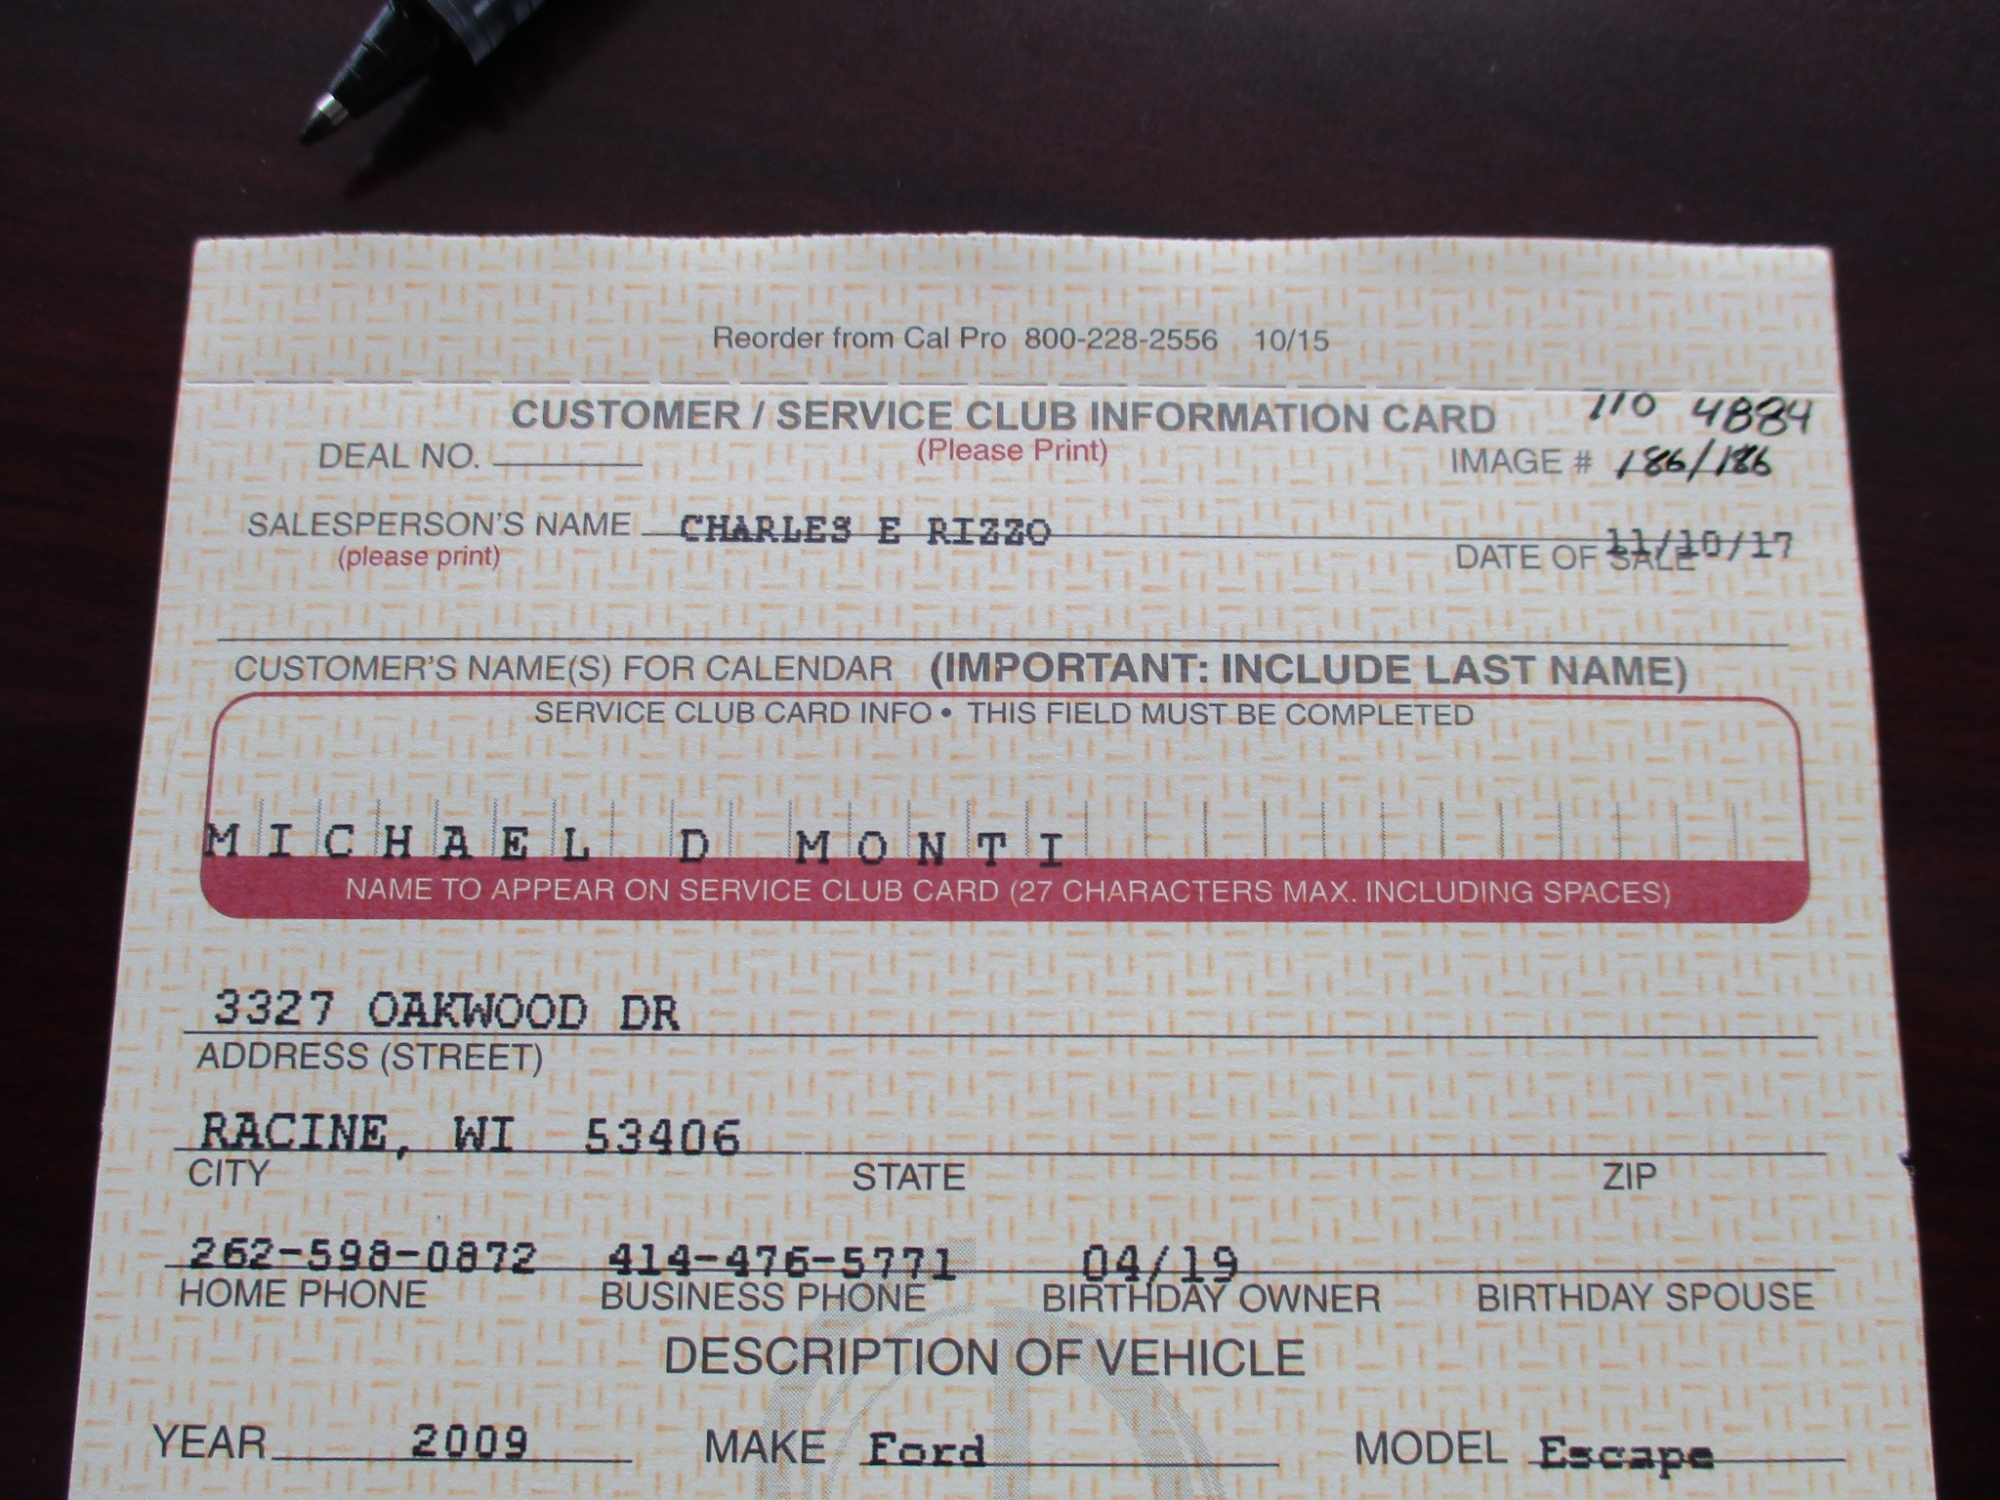 Reorder from Cal Pro 800-228-2556 10/15
CUSTOMER / SERVICE CLUB INFORMATION CARD 110 4884
(Please Print)
DEAL NO. IMAGE # 186/186
SALESPERSON'S NAME CHARLES E RIZZO
(please print) DATE OF SALE 11/10/17
CUSTOMER'S NAME(S) FOR CALENDAR (IMPORTANT: INCLUDE LAST NAME)
SERVICE CLUB CARD INFO • THIS FIELD MUST BE COMPLETED
MICHAEL D MONTI
NAME TO APPEAR ON SERVICE CLUB CARD (27 CHARACTERS MAX. INCLUDING SPACES)
3327 OAKWOOD DR
ADDRESS (STREET)
RACINE, WI 53406
CITY STATE ZIP
262-598-0872 414-476-5771 04/19
HOME PHONE BUSINESS PHONE BIRTHDAY OWNER BIRTHDAY SPOUSE
DESCRIPTION OF VEHICLE
YEAR 2009 MAKE Ford MODEL Escape